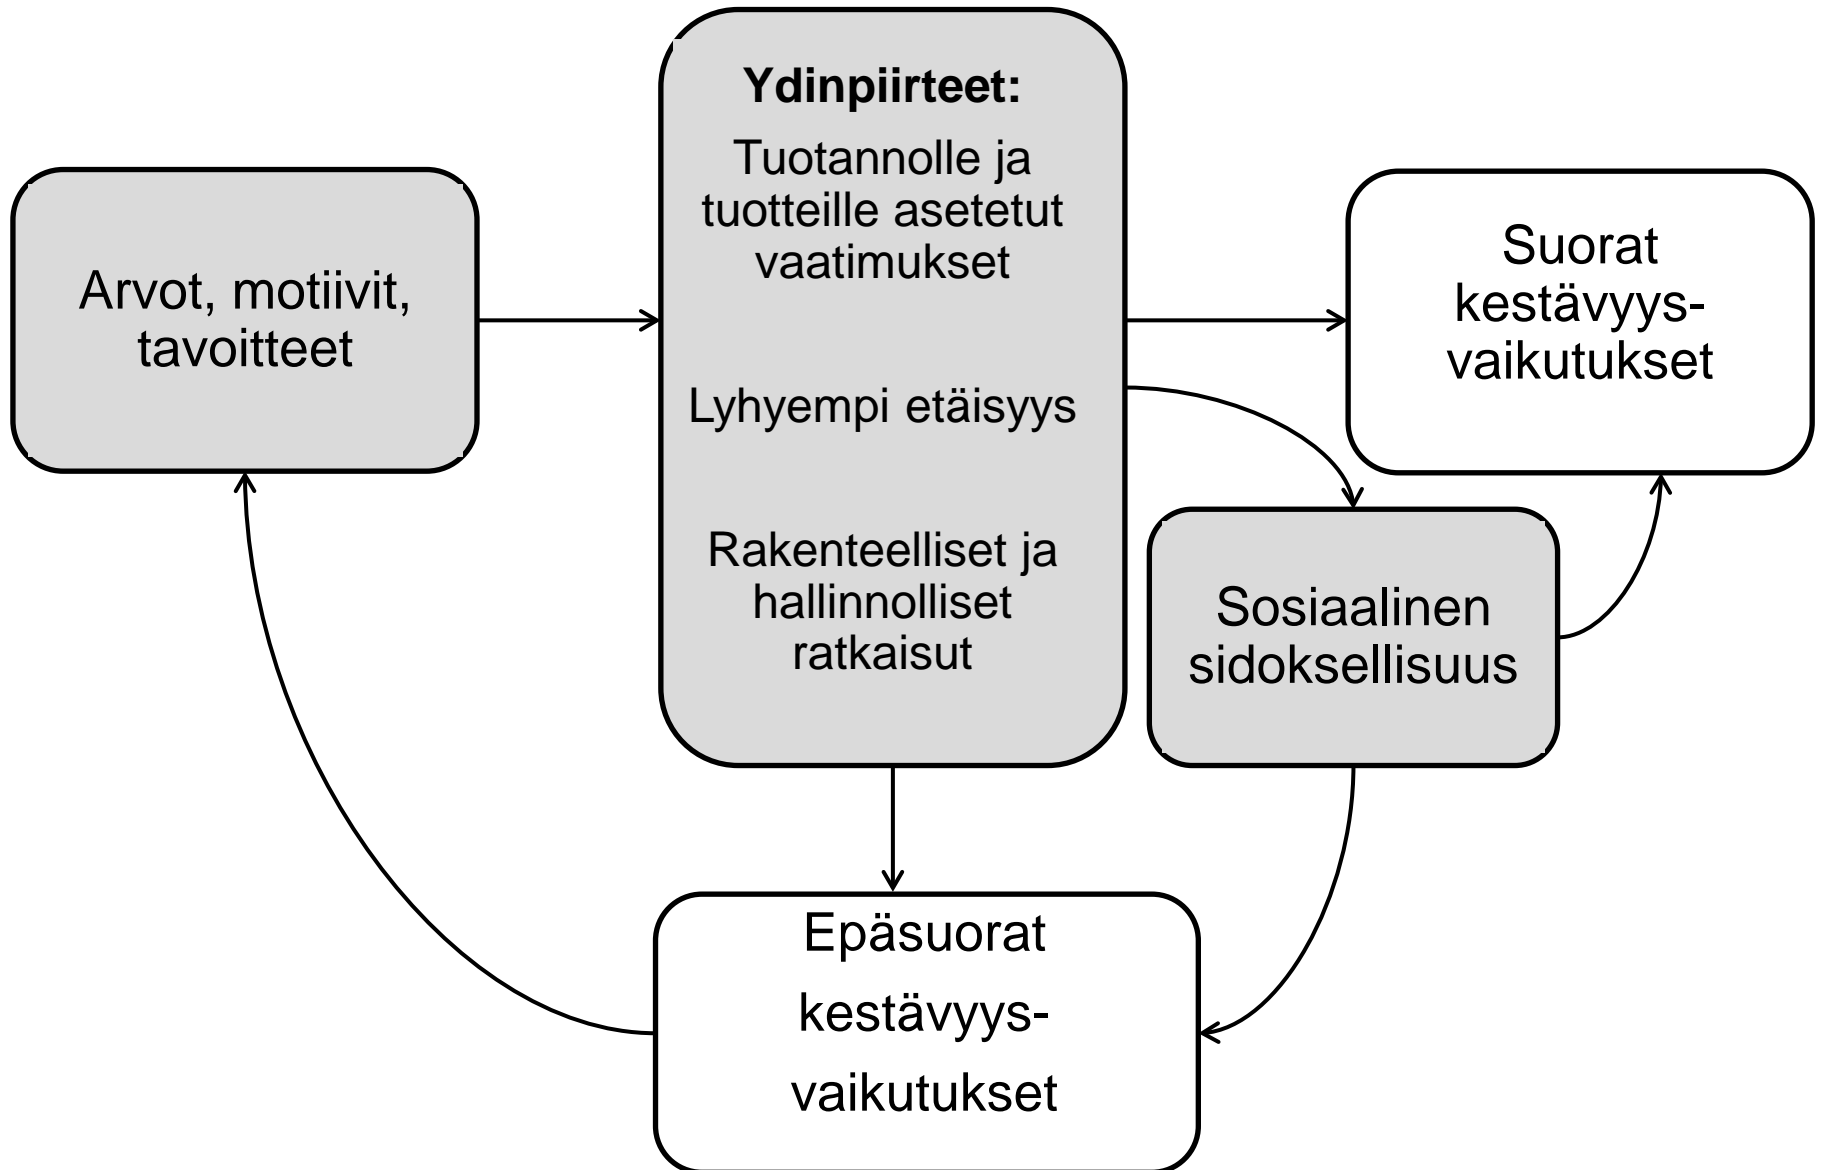 Arvot, motiivit,
tavoitteet
Ydinpiirteet:
Tuotannolle ja
tuotteille asetetut
vaatimukset
Lyhyempi etäisyys
Rakenteelliset ja
hallinnolliset
ratkaisut
Suorat
kestävyys-
vaikutukset
Sosiaalinen
sidoksellisuus
Epäsuorat
kestävyys-
vaikutukset